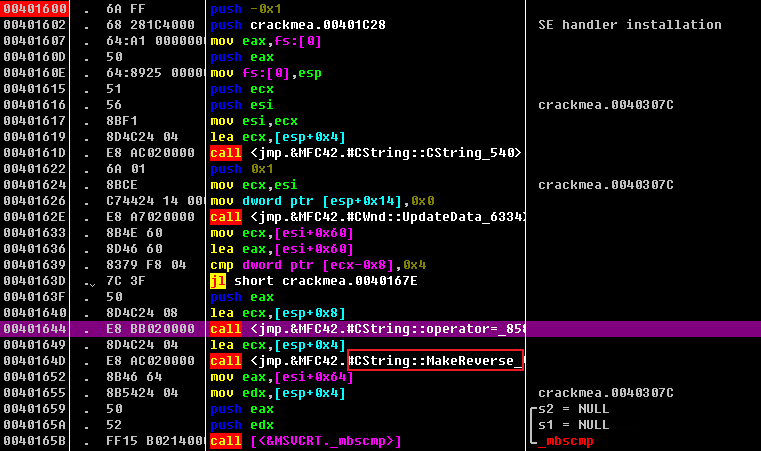 00401600 . 6A FF push -0x1
00401602 . 68 281C4000 push crackmea.00401C28 SE handler installation
00401607 . 64:A1 0000000 mov eax,fs:[0]
0040160D . 50 push eax
0040160E . 64:8925 00000 mov fs:[0],esp
00401615 . 51 push ecx
00401616 . 56 push esi crackmea.0040307C
00401617 . 8BF1 mov esi,ecx
00401619 . 8D4C24 04 lea ecx,[esp+0x4]
0040161D . E8 AC020000 call <jmp.&MFC42.#CString::CString_540>
00401622 . 6A 01 push 0x1
00401624 . 8BCE mov ecx,esi crackmea.0040307C
00401626 . C74424 14 000 mov dword ptr [esp+0x14],0x0
0040162E . E8 A7020000 call <jmp.&MFC42.#CWnd::UpdateData_6334>
00401633 . 8B4E 60 mov ecx,[esi+0x60]
00401636 . 8D46 60 lea eax,[esi+0x60]
00401639 . 8379 F8 04 cmp dword ptr [ecx-0x8],0x4
0040163D . 7C 3F jl short crackmea.0040167E
0040163F . 50 push eax
00401640 . 8D4C24 08 lea ecx,[esp+0x8]
00401644 . E8 BB020000 call <jmp.&MFC42.#CString::operator=_85
00401649 . 8D4C24 04 lea ecx,[esp+0x4]
0040164D . E8 AC020000 call <jmp.&MFC42.#CString::MakeReverse_
00401652 . 8B46 64 mov eax,[esi+0x64]
00401655 . 8B5424 04 mov edx,[esp+0x4] crackmea.0040307C
00401659 . 50 push eax s2 = NULL
0040165A . 52 push edx s1 = NULL
0040165B . FF15 B0214000 call [<&MSVCRT._mbscmp>] _mbscmp